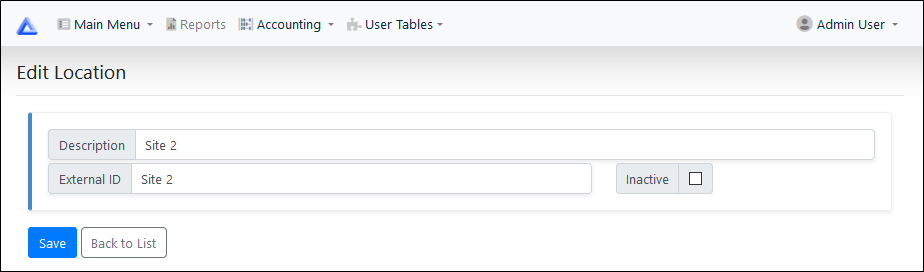 Main Menu Reports Accounting User Tables Admin User
Edit Location
Description Site 2
External ID Site 2 Inactive
Save Back to List